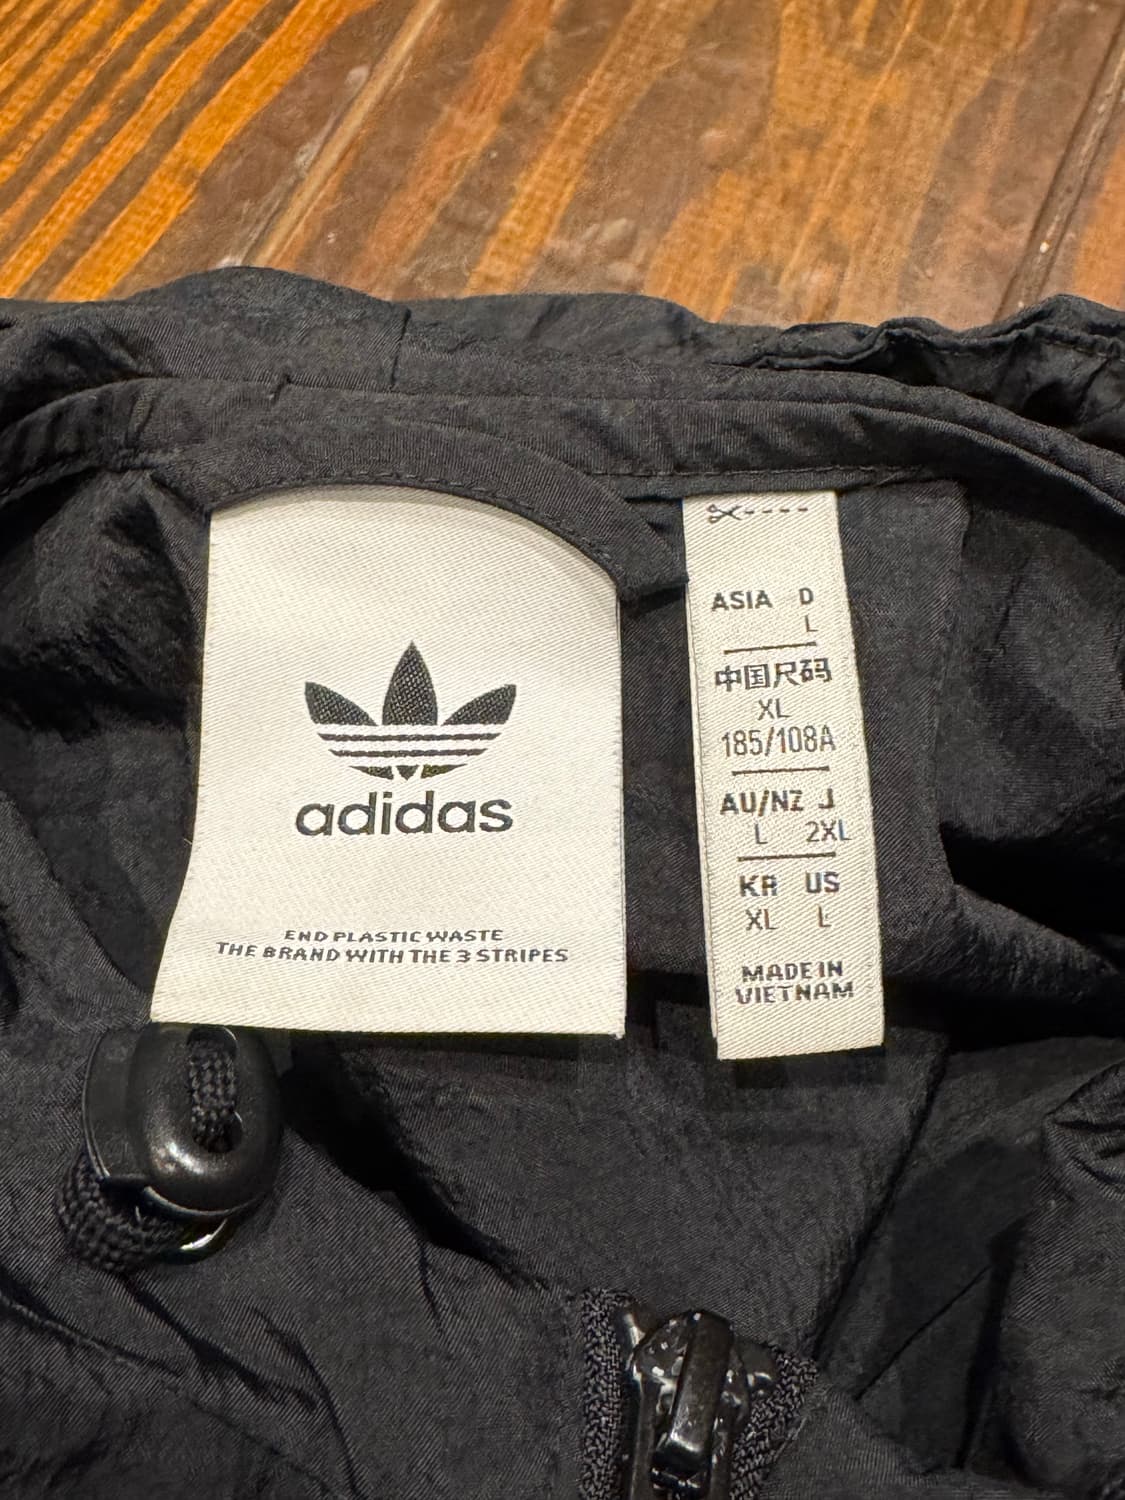 adidas
END PLASTIC WASTE
THE BRAND WITH THE 3 STRIPES
ASIA D
L
中国尺码
XL
185/108A
AU/NZ J
L 2XL
KR US
XL L
MADE IN
VIETNAM